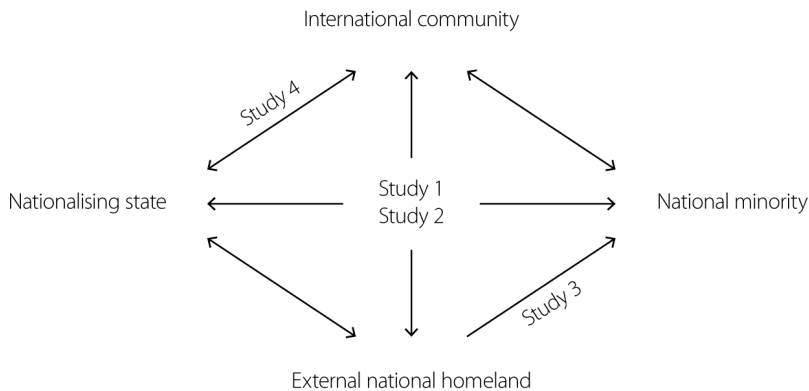 International community
Study 4
Nationalising state
Study 1
Study 2
National minority
Study 3
External national homeland